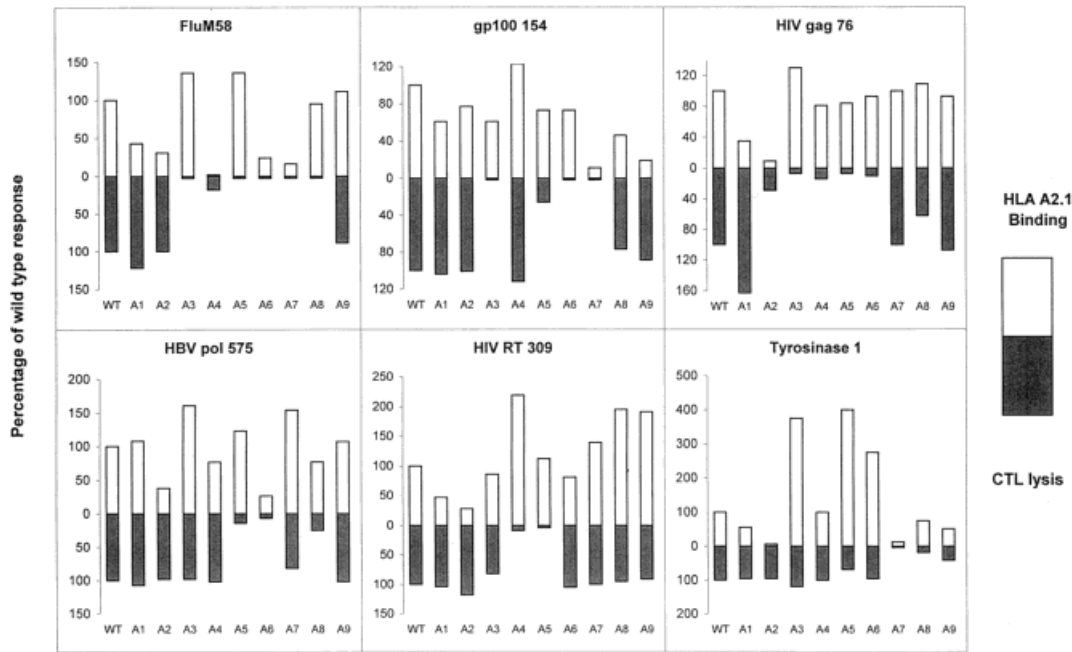 Percentage of wild type response
FluM58
150
100
50
0
50
100
150
WT A1 A2 A3 A4 A5 A6 A7 A8 A9
gp100 154
120
80
40
0
40
80
120
WT A1 A2 A3 A4 A5 A6 A7 A8 A9
HIV gag 76
120
80
40
0
40
80
120
160
WT A1 A2 A3 A4 A5 A6 A7 A8 A9
HBV pol 575
200
150
100
50
0
50
100
150
WT A1 A2 A3 A4 A5 A6 A7 A8 A9
HIV RT 309
250
200
150
100
50
0
50
100
150
WT A1 A2 A3 A4 A5 A6 A7 A8 A9
Tyrosinase 1
500
400
300
200
100
0
100
200
WT A1 A2 A3 A4 A5 A6 A7 A8 A9
HLA A2.1
Binding
CTL lysis